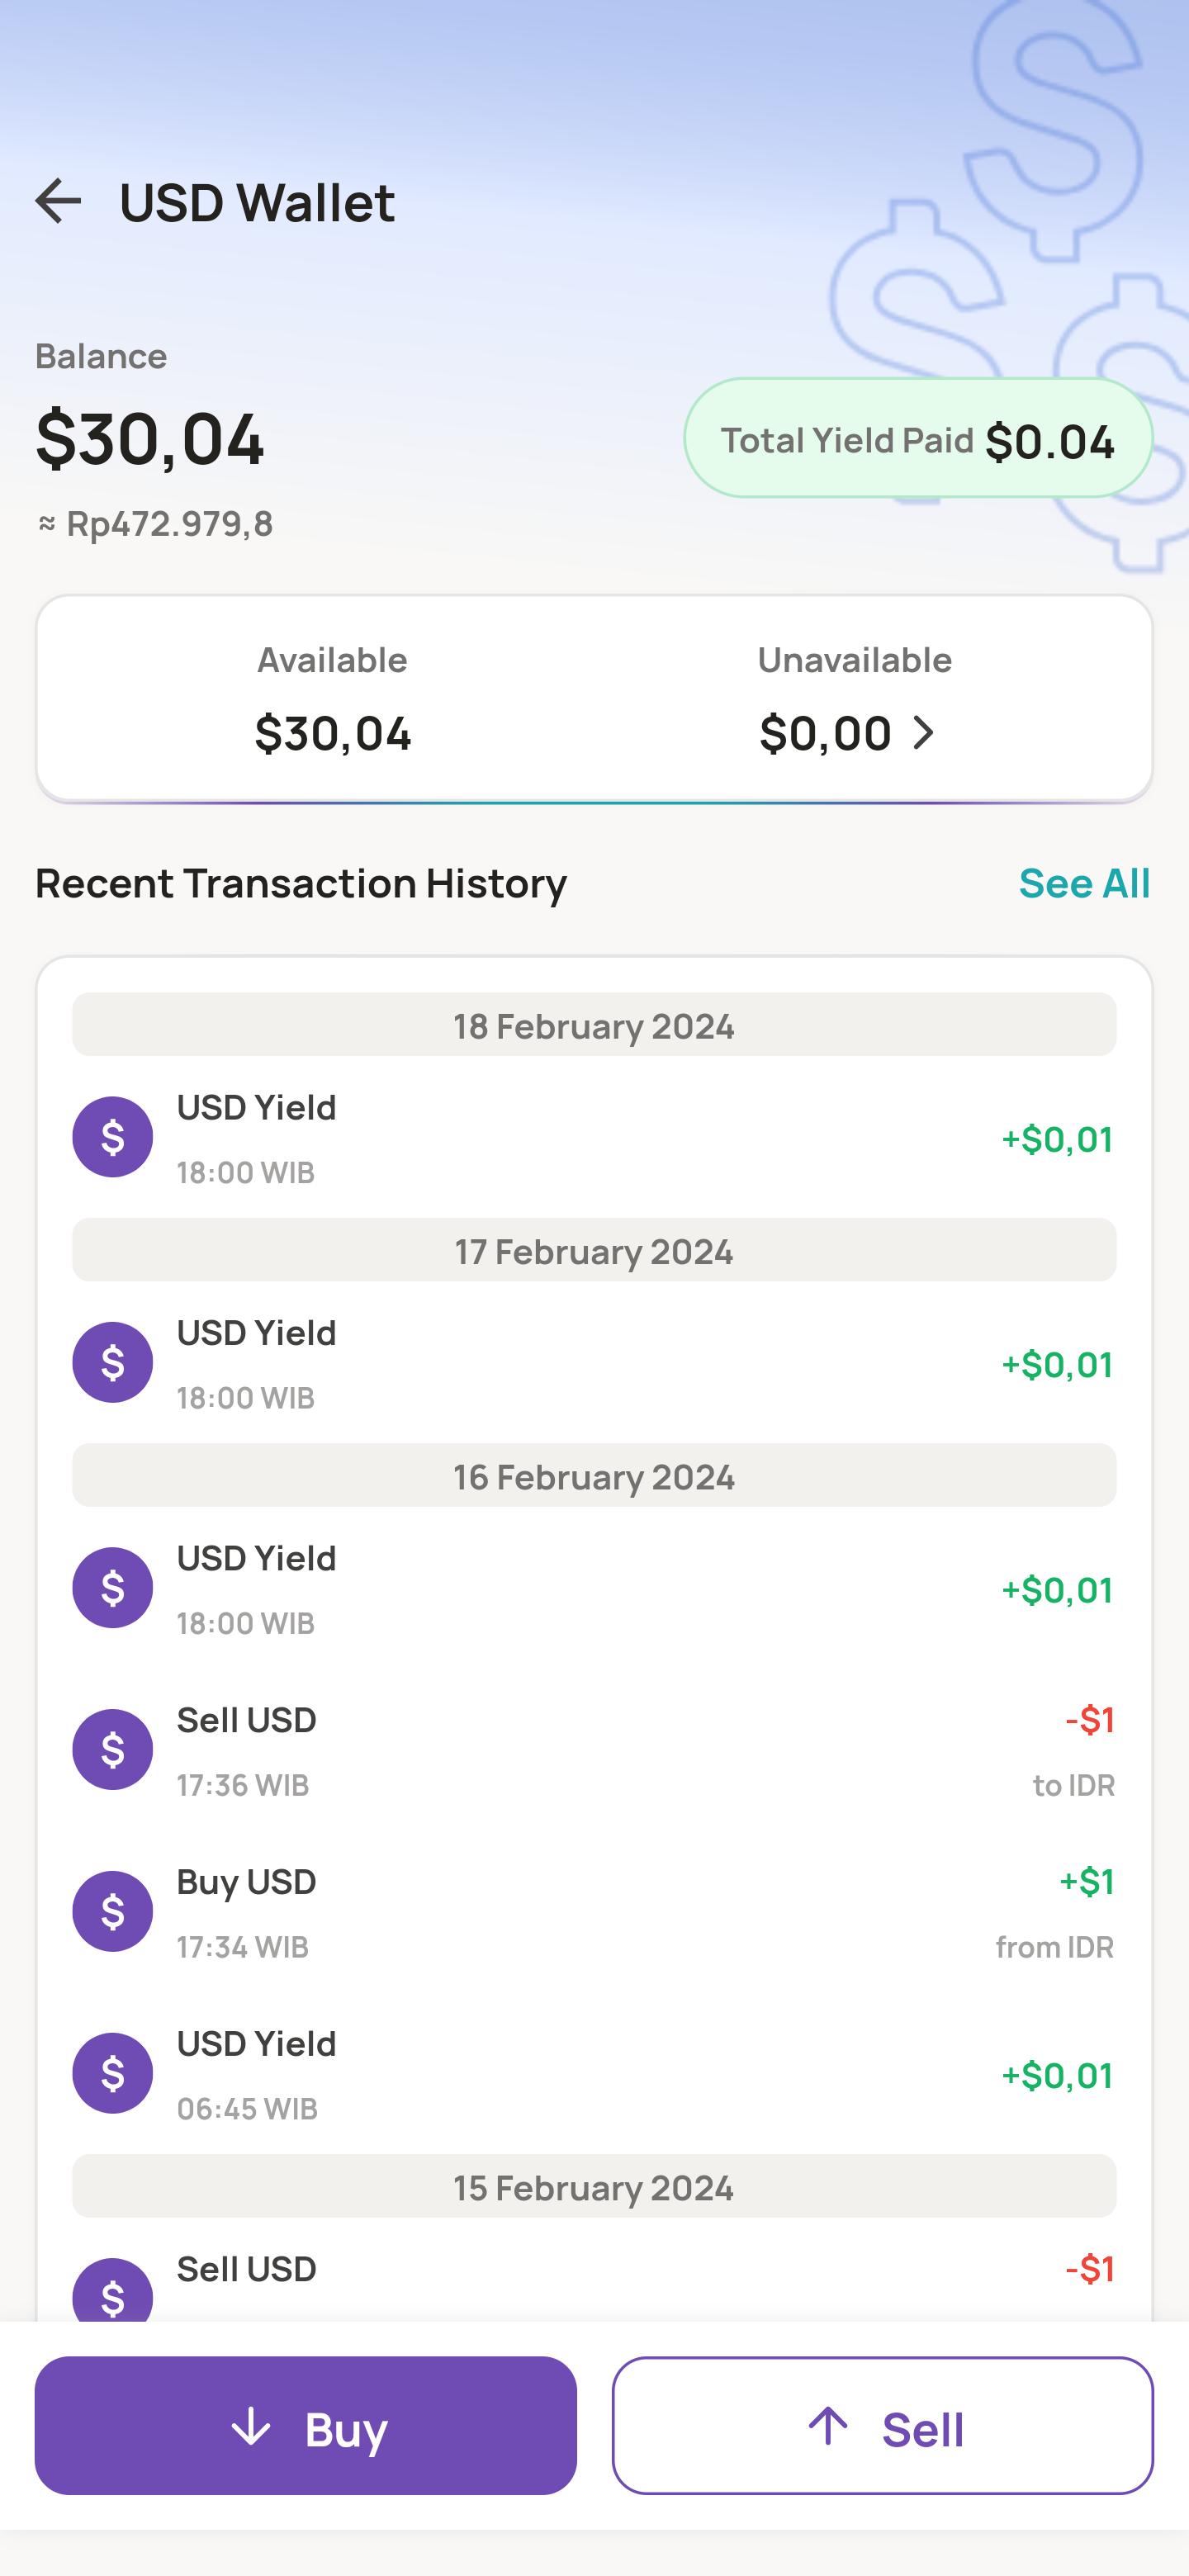 USD Wallet
Balance
$30,04
Total Yield Paid $0.04
≈ Rp472.979,8
Available
Unavailable
$30,04
$0,00
Recent Transaction History
See All
18 February 2024
USD Yield
+$0,01
18:00 WIB
17 February 2024
USD Yield
+$0,01
18:00 WIB
16 February 2024
USD Yield
+$0,01
18:00 WIB
Sell USD
-$1
17:36 WIB
to IDR
Buy USD
+$1
17:34 WIB
from IDR
USD Yield
+$0,01
06:45 WIB
15 February 2024
Sell USD
-$1
Buy
Sell